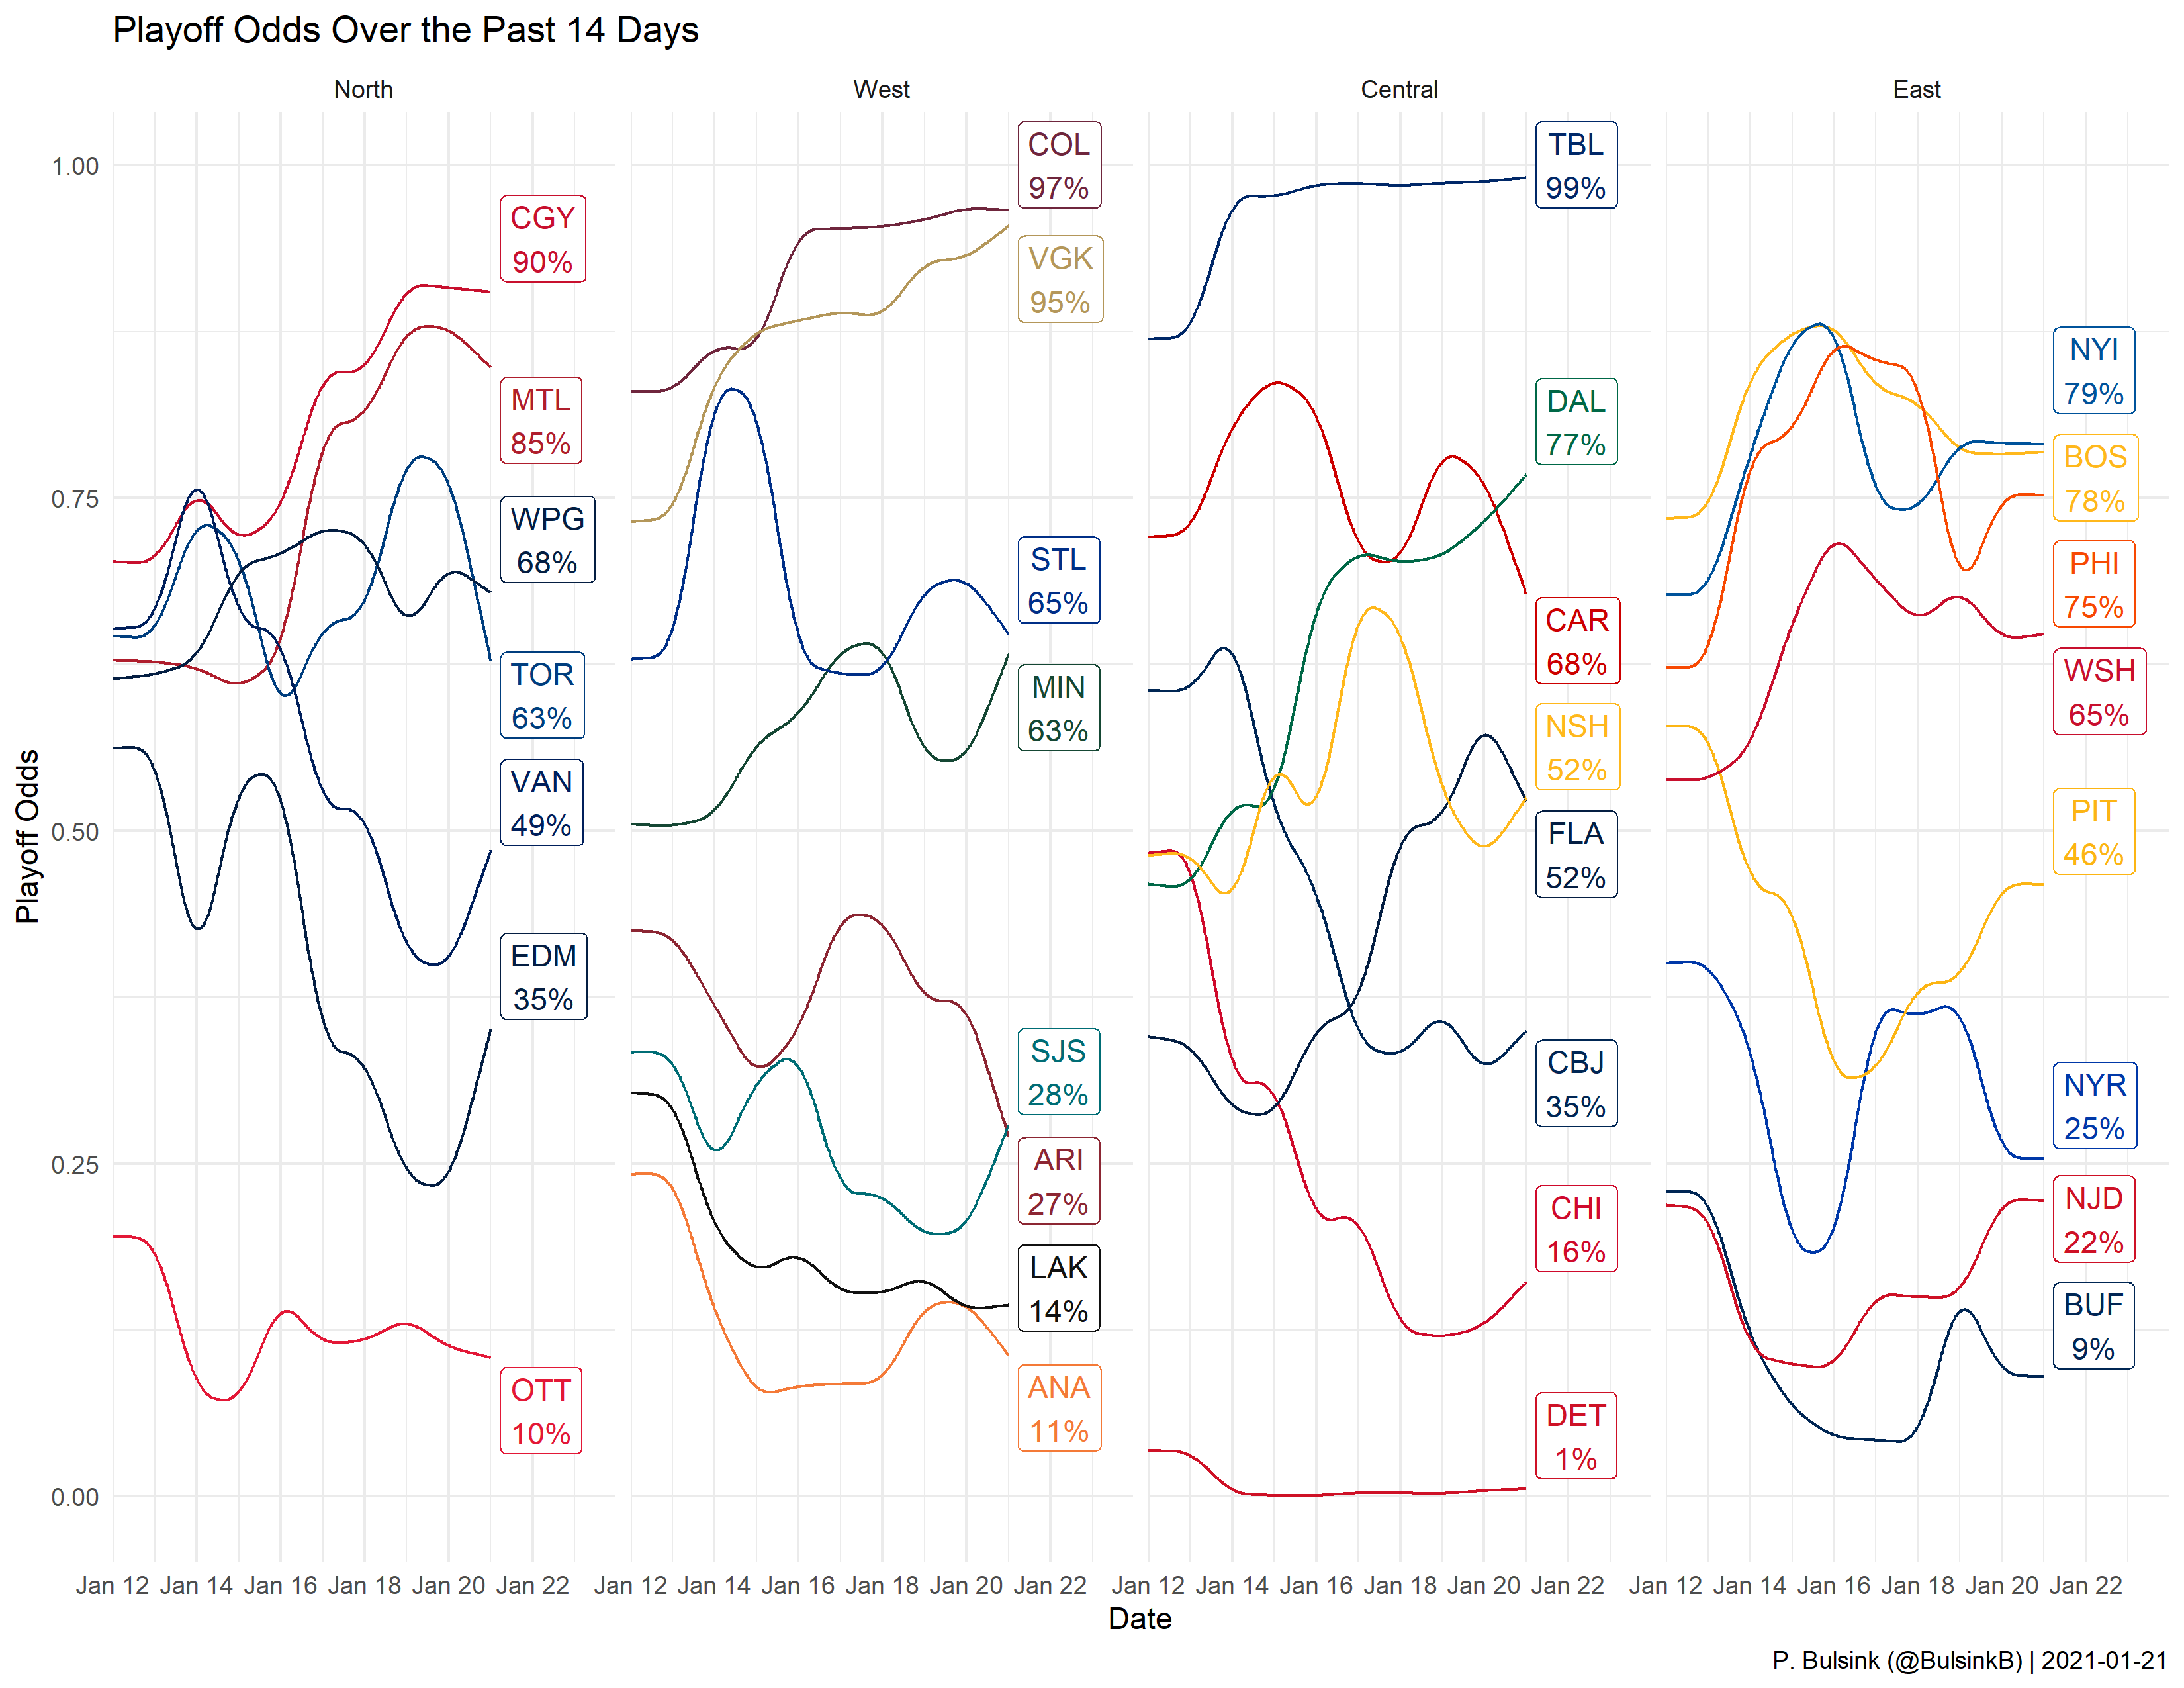 Playoff Odds Over the Past 14 Days
North
West
Central
East
1.00
0.75
0.50
0.25
0.00
Playoff Odds
CGY
90%
MTL
85%
WPG
68%
TOR
63%
VAN
49%
EDM
35%
OTT
10%
COL
97%
VGK
95%
STL
65%
MIN
63%
SJS
28%
ARI
27%
LAK
14%
ANA
11%
TBL
99%
DAL
77%
CAR
68%
NSH
52%
FLA
52%
CBJ
35%
CHI
16%
DET
1%
NYI
79%
BOS
78%
PHI
75%
WSH
65%
PIT
46%
NYR
25%
NJD
22%
BUF
9%
Jan 12 Jan 14 Jan 16 Jan 18 Jan 20 Jan 22
Jan 12 Jan 14 Jan 16 Jan 18 Jan 20 Jan 22
Jan 12 Jan 14 Jan 16 Jan 18 Jan 20 Jan 22
Jan 12 Jan 14 Jan 16 Jan 18 Jan 20 Jan 22
Date
P. Bulsink (@BulsinkB) | 2021-01-21